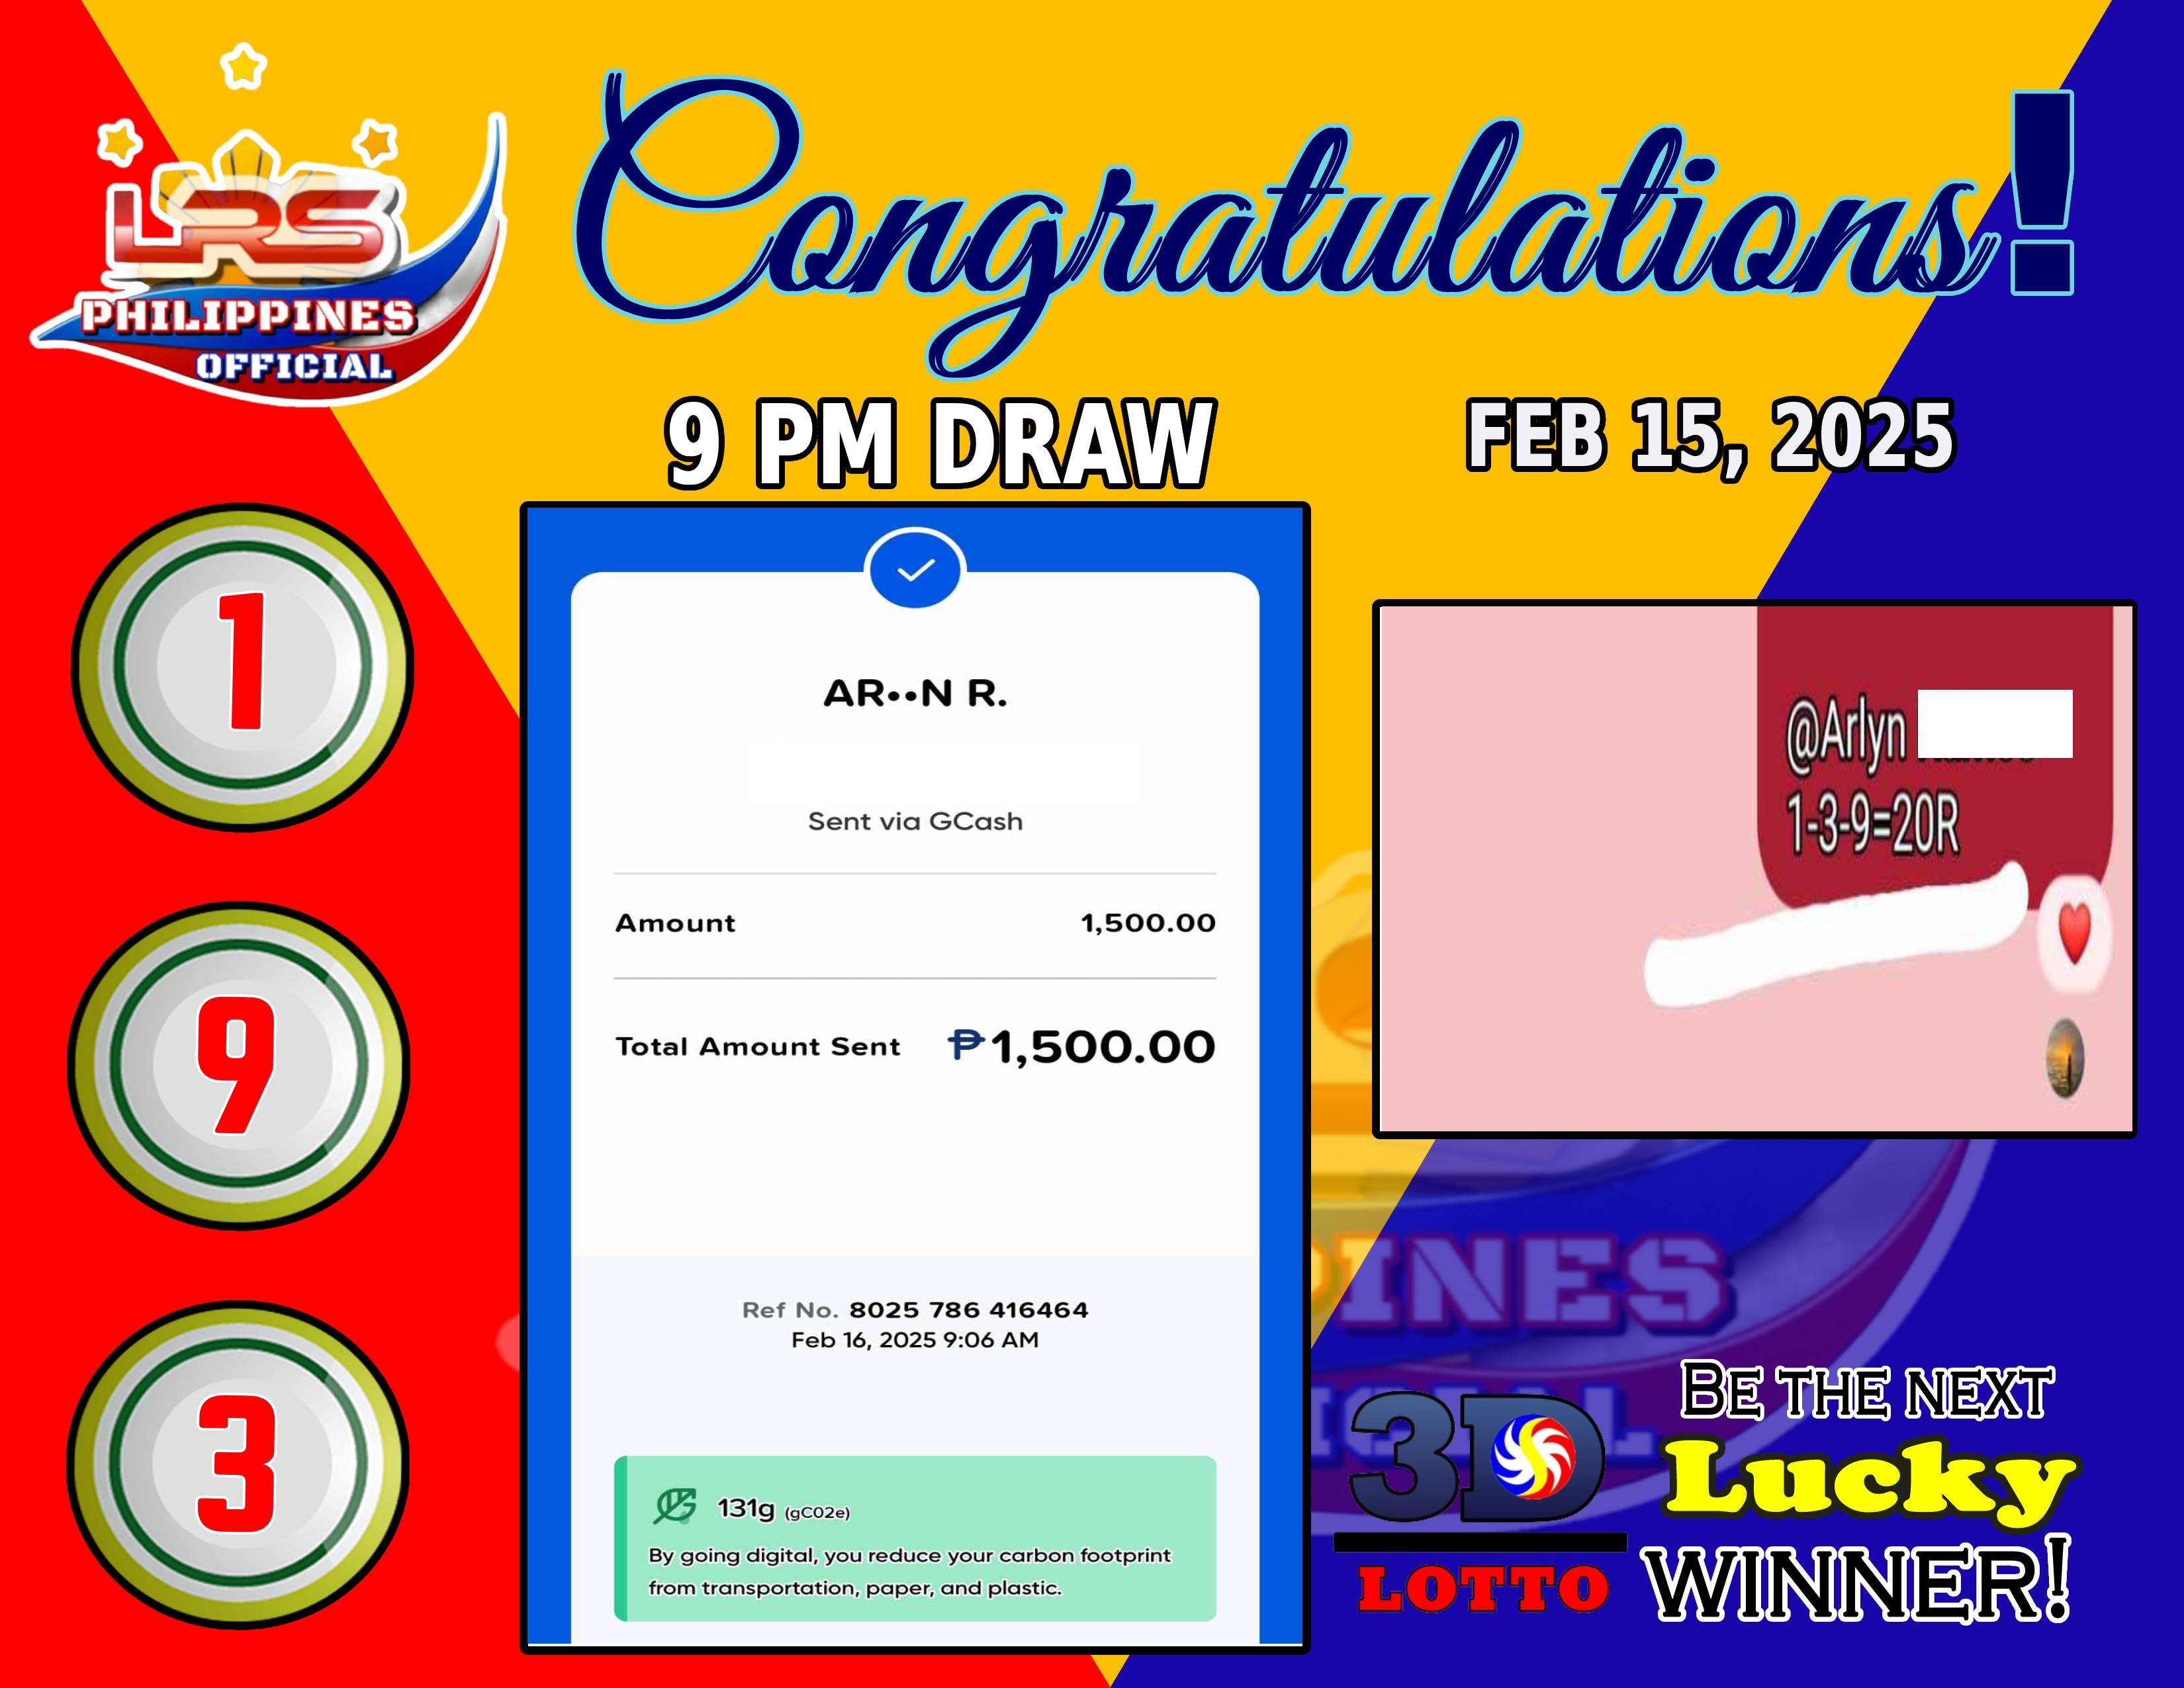 LRS
PHILIPPINES
OFFICIAL
Congratulations!
9 PM DRAW
FEB 15, 2025
1
9
3
AR••N R.
Sent via GCash
Amount 1,500.00
Total Amount Sent ₱1,500.00
Ref No. 8025 786 416464
Feb 16, 2025 9:06 AM
131g (gCO2e)
By going digital, you reduce your carbon footprint
from transportation, paper, and plastic.
@Arlyn
1-3-9=20R
PINES
3D
LOTTO
BE THE NEXT
Lucky
WINNER!